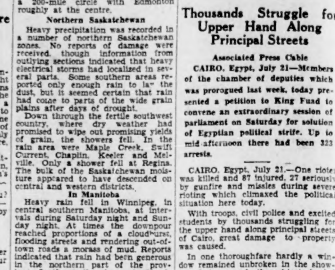 a 200-mile circle with Edmonton
roughly at the center.
Northern Saskatchewan
Heavy precipitation was recorded in
a number of northern Saskatchewan
zones. No reports of damage were
received, though information from
outlying sections indicated that heavy
electrical storms had localized in sev-
eral parts. Some southern areas re-
ported only enough rain to lay the
dust, but it seemed certain that rain
had come to parts of the wide grain
plains after days of drought.
Down through the fertile southwest
country, where dry weather had
promised to wipe out promising yields
of grain, the showers fell. In the
rain area were Maple Creek, Swift
Current, Chaplin, Keeler and Mel-
ville. Only a shower fell at Regina.
The bulk of the Saskatchewan mois-
ture appeared to have descended on
central and western districts.
In Manitoba
Heavy rain fell in Winnipeg, in
central southern Manitoba, at inter-
vals during Saturday night and Sun-
day night. At times the downpour
reached proportions of a cloudburst,
flooding streets and rendering out-of-
town roads a morass of mud. Reports
indicated that rain had been general
in the northern part of the prov-
Thousands Struggle for
Upper Hand Along
Principal Streets
Associated Press Cable
CAIRO, Egypt, July 21.—Members
of the chamber of deputies which
was prorogued last week, today pre-
sented a petition to King Fuad to
convene an extraordinary session of
parliament on Saturday for solution
of Egyptian political strife. Up to
mid-afternoon there had been 323
arrests.
CAIRO, Egypt, July 21.—One rioter
was killed and 87 injured, 27 seriously
by gunfire and missiles during severe
rioting which climaxed the political
situation here today.
With troops, civil police and excited
students by thousands struggling for
the upper hand along principal streets
of Cairo, great damage to property
was caused.
In one thoroughfare hardly a win-
dow remained unbroken in the shops